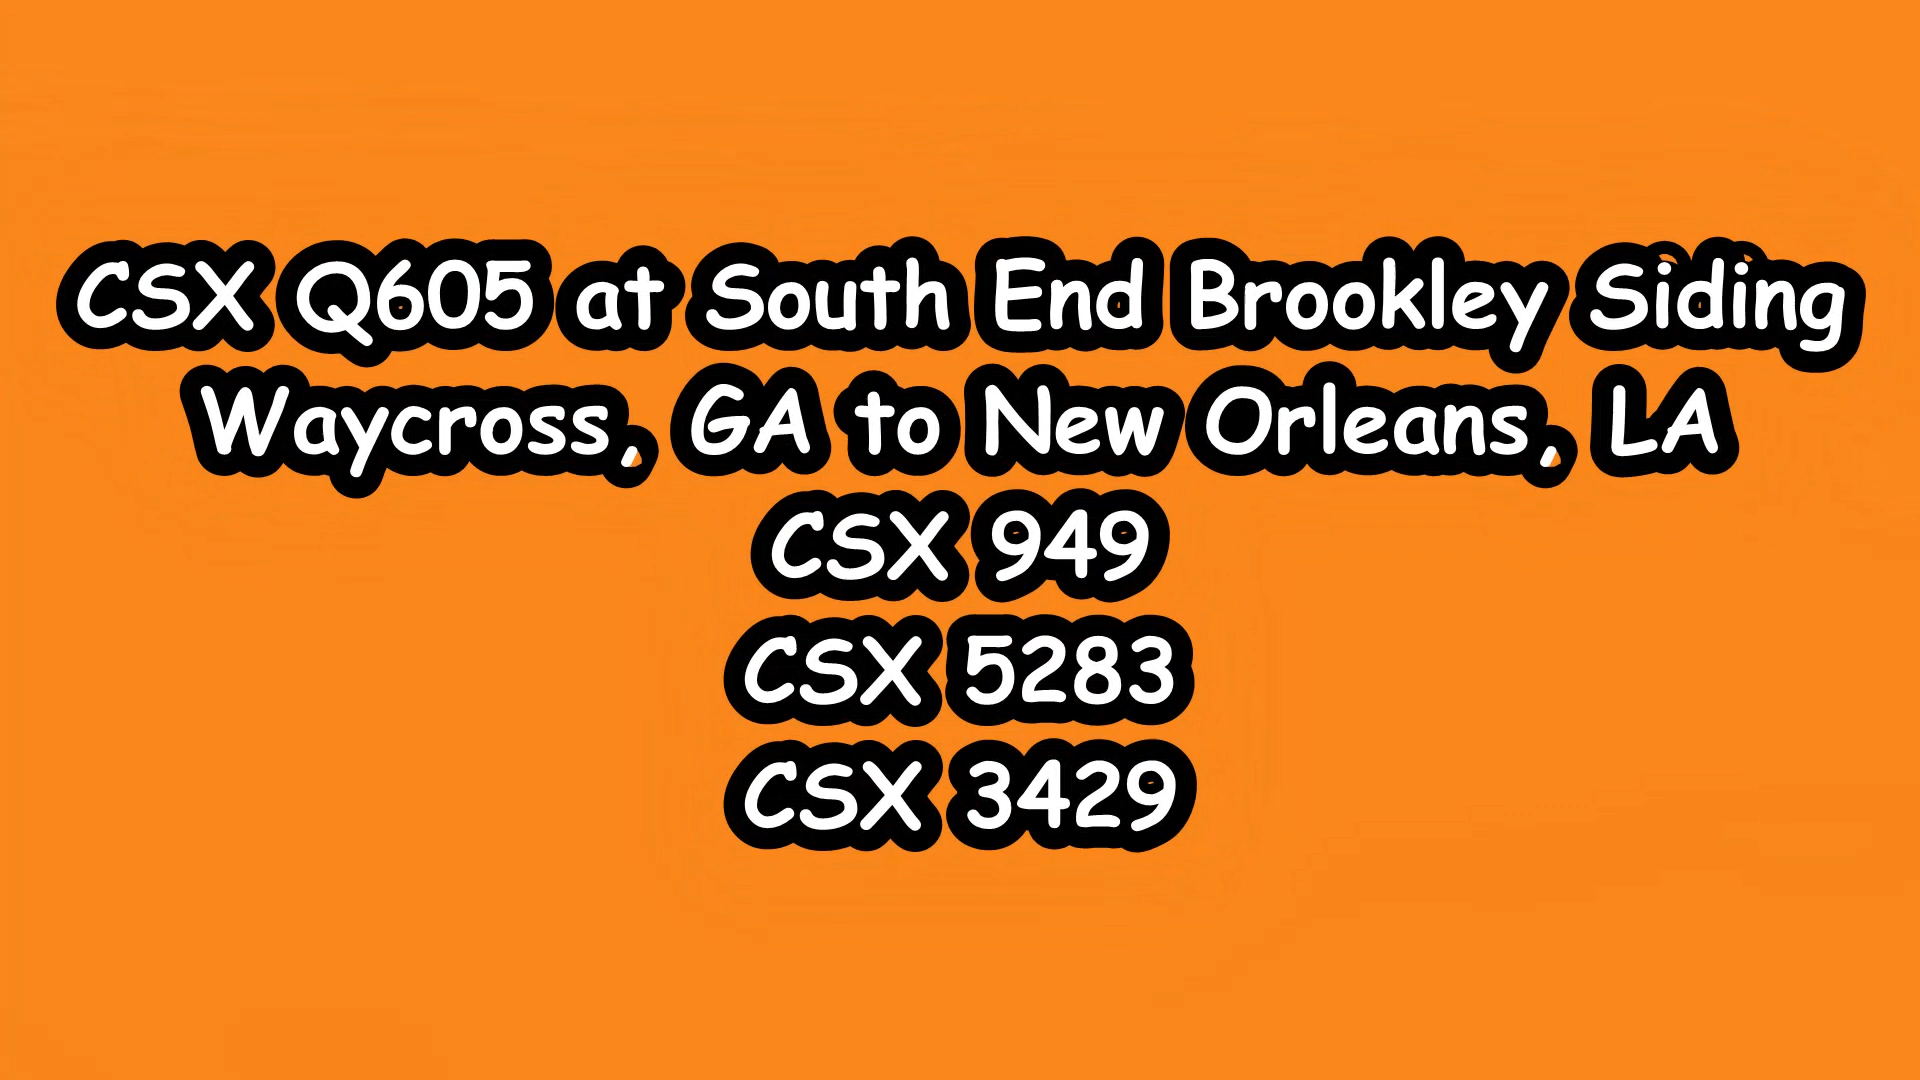 CSX Q605 at South End Brookley Siding
Waycross, GA to New Orleans, LA
CSX 949
CSX 5283
CSX 3429